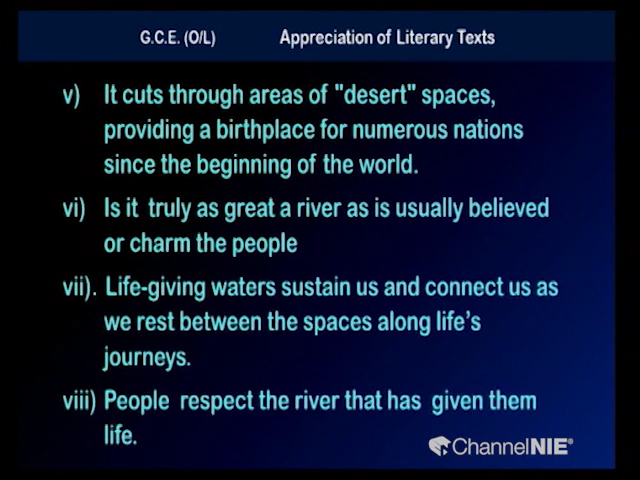 G.C.E. (O/L) Appreciation of Literary Texts
v) It cuts through areas of "desert" spaces,
providing a birthplace for numerous nations
since the beginning of the world.
vi) Is it truly as great a river as is usually believed
or charm the people
vii). Life-giving waters sustain us and connect us as
we rest between the spaces along life's
journeys.
viii) People respect the river that has given them
life.
ChannelNIE®